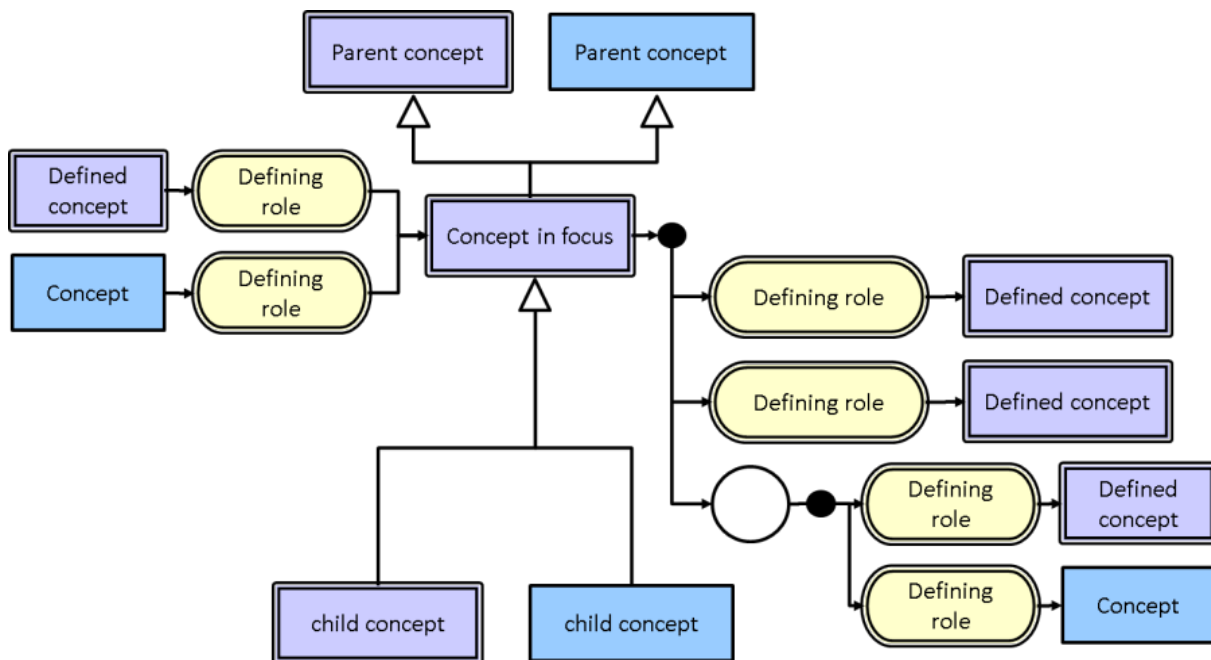 Parent concept
Parent concept
Defined
concept
Defining
role
Concept in focus
Concept
Defining
role
Defining role
Defined concept
Defining role
Defined concept
Defining
role
Defined
concept
child concept
child concept
Defining
role
Concept